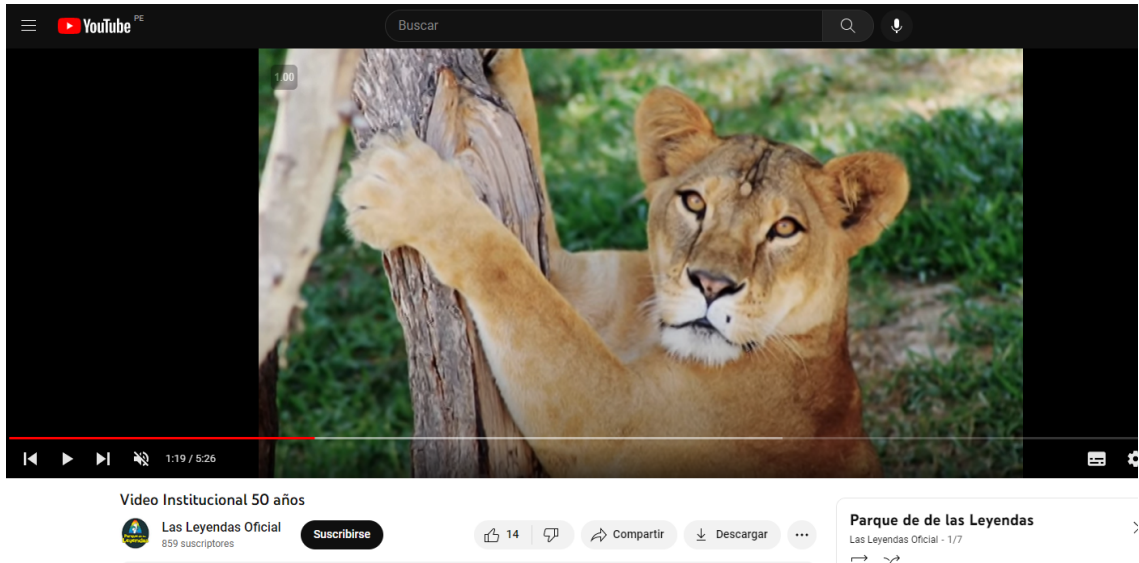 YouTube PE
Buscar
1.00
1:19 / 5:26
Video Institucional 50 años
Las Leyendas Oficial
859 suscriptores
Suscribirse
14
Compartir
Descargar
Parque de de las Leyendas
Las Leyendas Oficial - 1/7